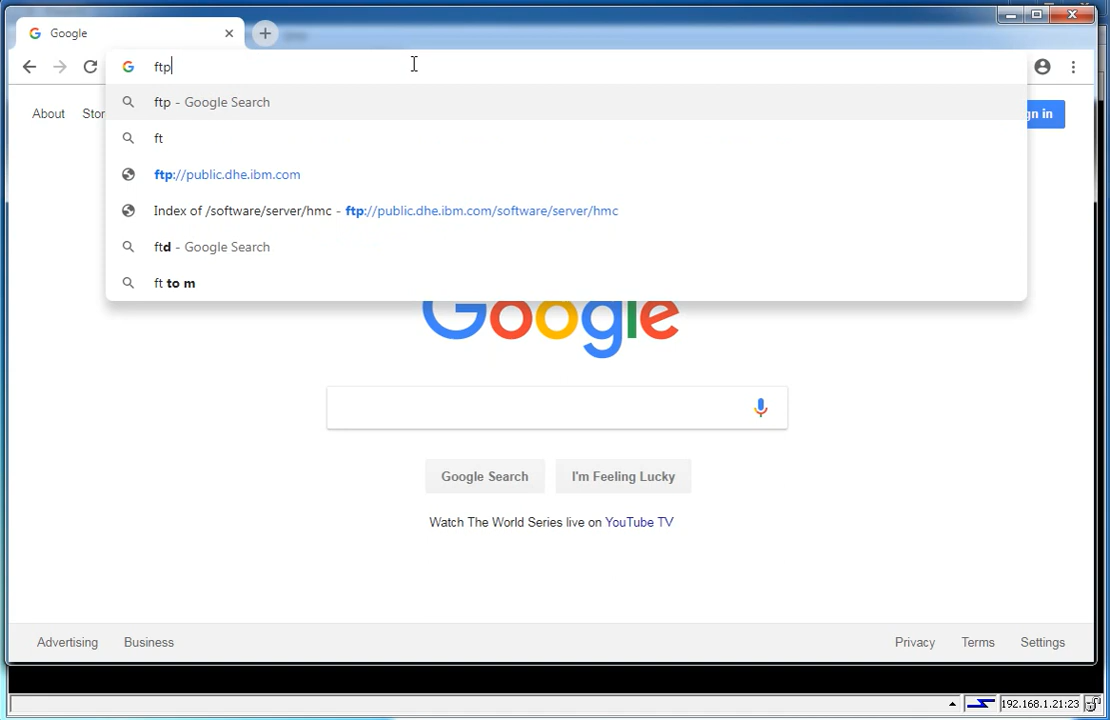 Google
ftp
ftp - Google Search
ft
ftp://public.dhe.ibm.com
Index of /software/server/hmc - ftp://public.dhe.ibm.com/software/server/hmc
ftd - Google Search
ft to m
About Stor
gn in
Google
Google Search I'm Feeling Lucky
Watch The World Series live on YouTube TV
Advertising Business Privacy Terms Settings
192.168.1.21:23